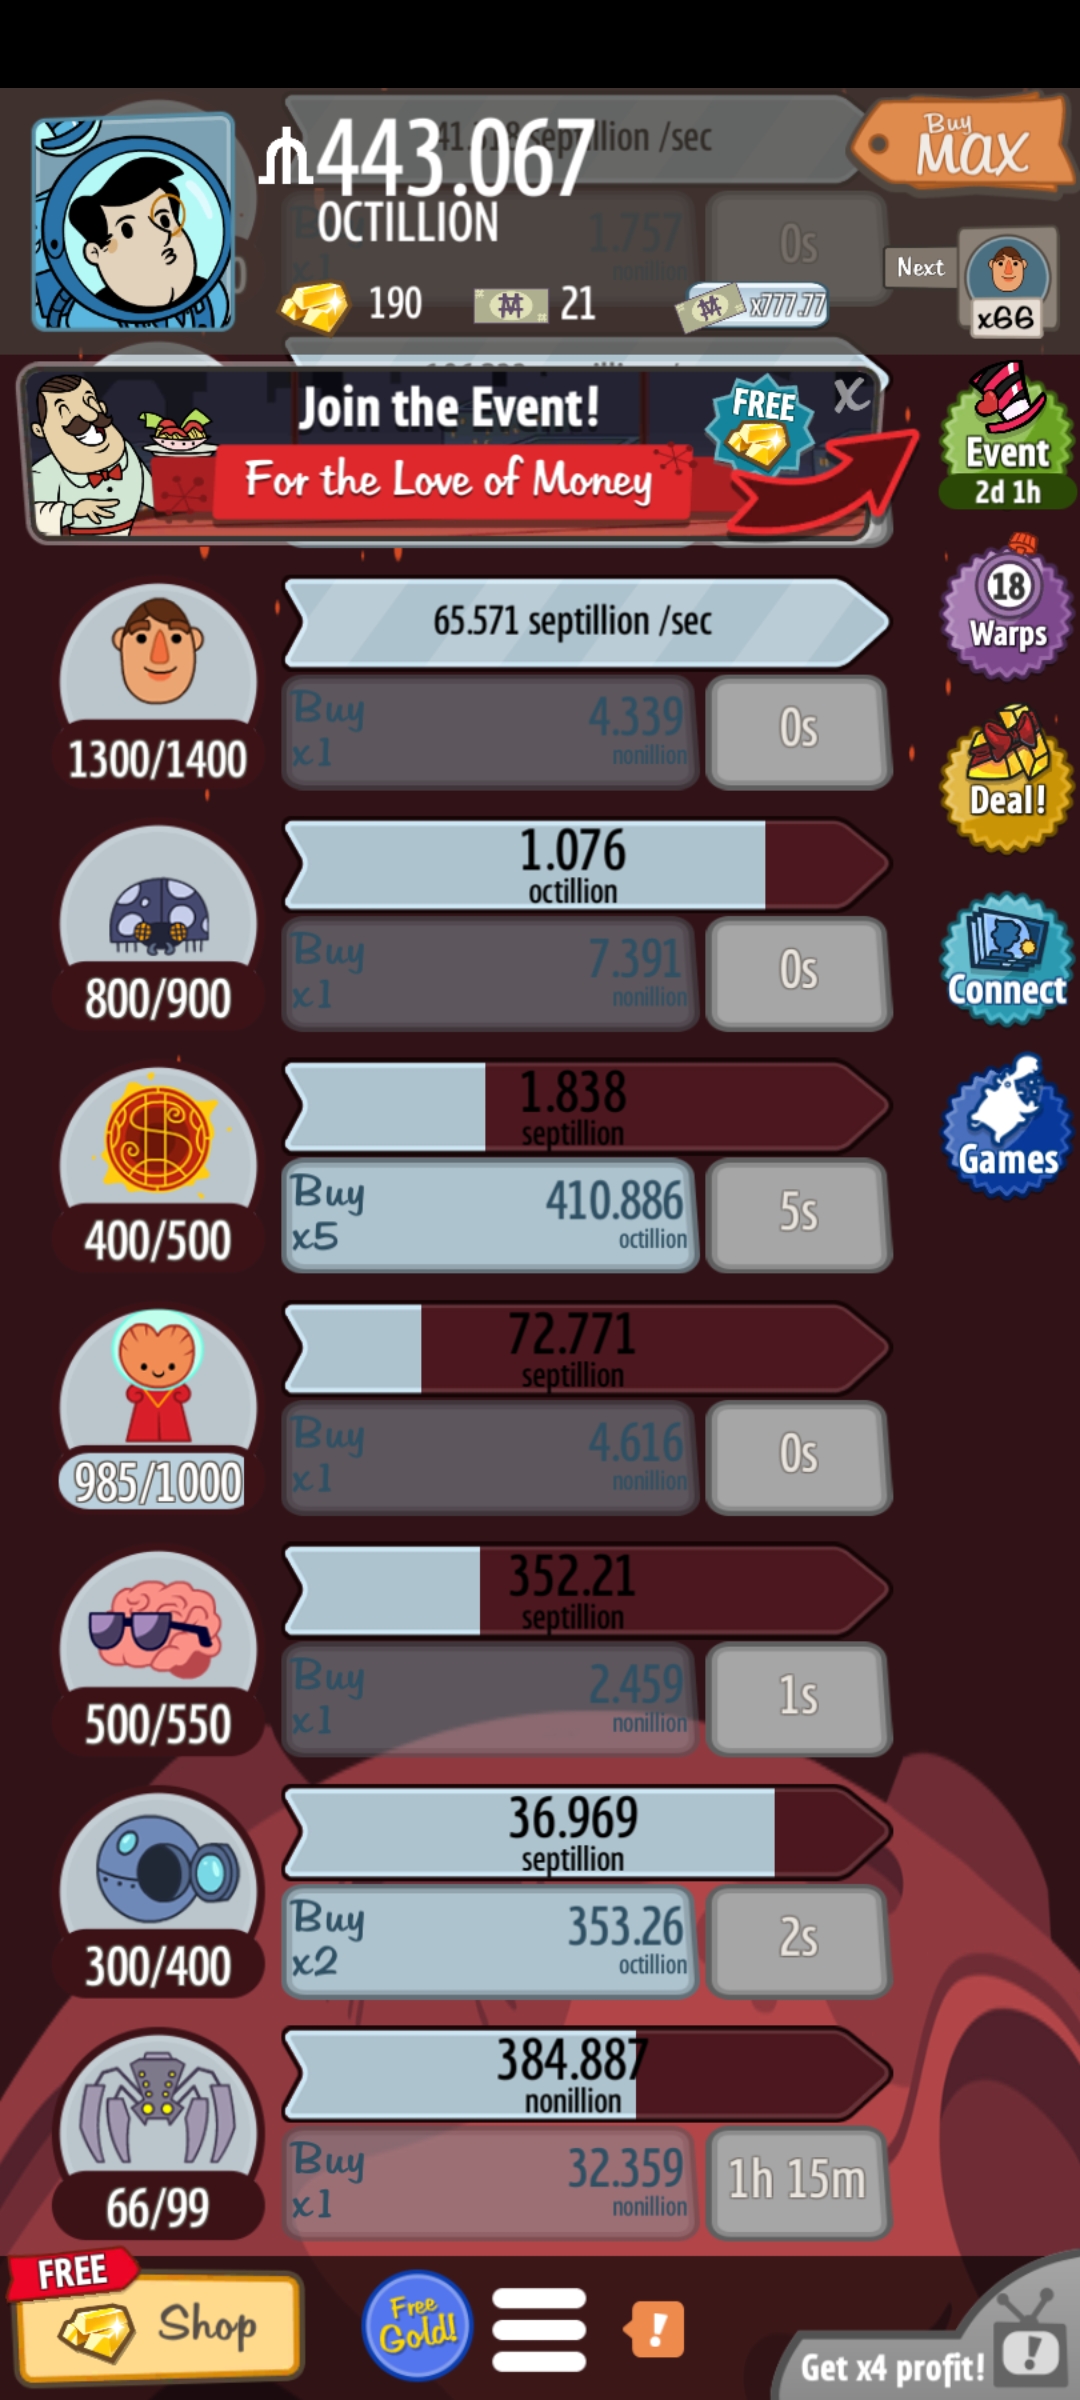 41.318 septillion /sec
443.067
OCTILLION
Buy
MAX
1.757
nonillion
0s
190
21
x777.77
Next
x66
Join the Event!
FREE
X
For the Love of Money
Event
2d 1h
65.571 septillion /sec
18
Warps
1300/1400
Buy
x1
4.339
nonillion
0s
Deal!
1.076
octillion
800/900
Buy
x1
7.391
nonillion
0s
Connect
1.838
septillion
400/500
Buy
x5
410.886
octillion
5s
Games
72.771
septillion
985/1000
Buy
x1
4.616
nonillion
0s
352.21
septillion
500/550
Buy
x1
2.459
nonillion
1s
36.969
septillion
300/400
Buy
x2
353.26
octillion
2s
384.887
nonillion
66/99
Buy
x1
32.359
nonillion
1h 15m
FREE
Shop
Free
Gold!
!
Get x4 profit!
!